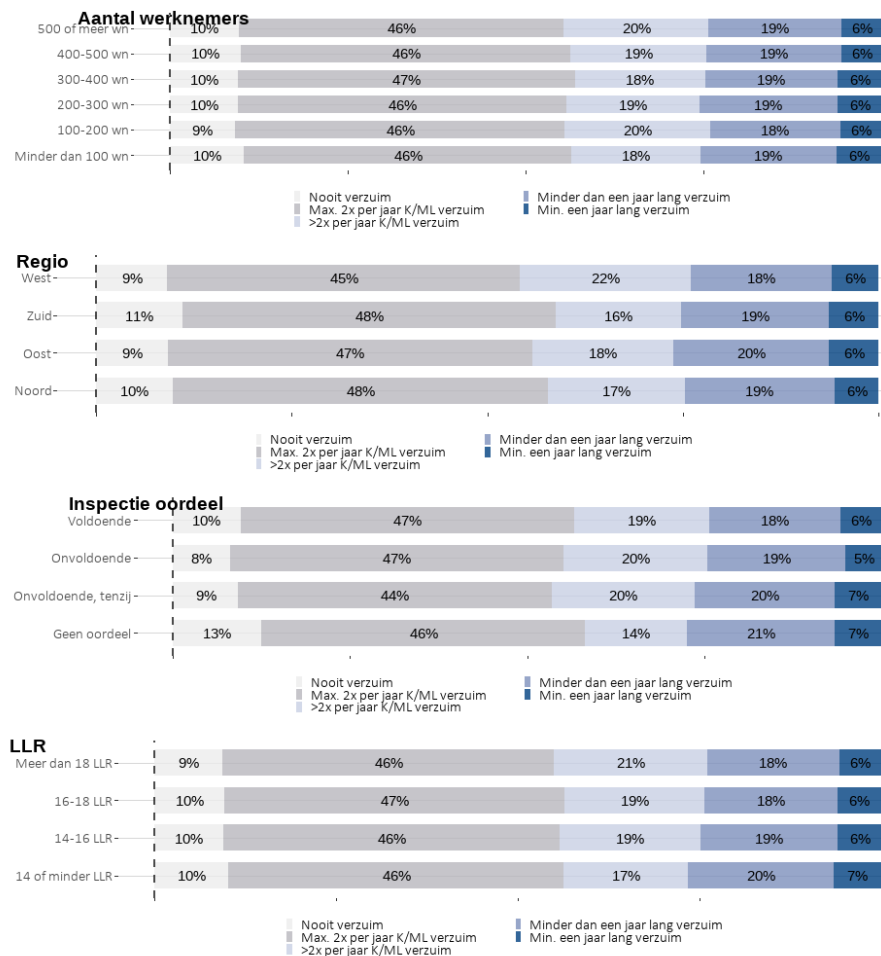 Aantal werknemers
500 of meer wn 10% 46% 20% 19% 6%
400-500 wn 10% 46% 19% 19% 6%
300-400 wn 10% 47% 18% 19% 6%
200-300 wn 10% 46% 19% 19% 6%
100-200 wn 9% 46% 20% 18% 6%
Minder dan 100 wn 10% 46% 18% 19% 6%
Nooit verzuim Minder dan een jaar lang verzuim
Max. 2x per jaar K/ML verzuim Min. een jaar lang verzuim
>2x per jaar K/ML verzuim
Regio
West 9% 45% 22% 18% 6%
Zuid 11% 48% 16% 19% 6%
Oost 9% 47% 18% 20% 6%
Noord 10% 48% 17% 19% 6%
Nooit verzuim Minder dan een jaar lang verzuim
Max. 2x per jaar K/ML verzuim Min. een jaar lang verzuim
>2x per jaar K/ML verzuim
Inspectie oordeel
Voldoende 10% 47% 19% 18% 6%
Onvoldoende 8% 47% 20% 19% 5%
Onvoldoende, tenzij 9% 44% 20% 20% 7%
Geen oordeel 13% 46% 14% 21% 7%
Nooit verzuim Minder dan een jaar lang verzuim
Max. 2x per jaar K/ML verzuim Min. een jaar lang verzuim
>2x per jaar K/ML verzuim
LLR
Meer dan 18 LLR 9% 46% 21% 18% 6%
16-18 LLR 10% 47% 19% 18% 6%
14-16 LLR 10% 46% 19% 19% 6%
14 of minder LLR 10% 46% 17% 20% 7%
Nooit verzuim Minder dan een jaar lang verzuim
Max. 2x per jaar K/ML verzuim Min. een jaar lang verzuim
>2x per jaar K/ML verzuim